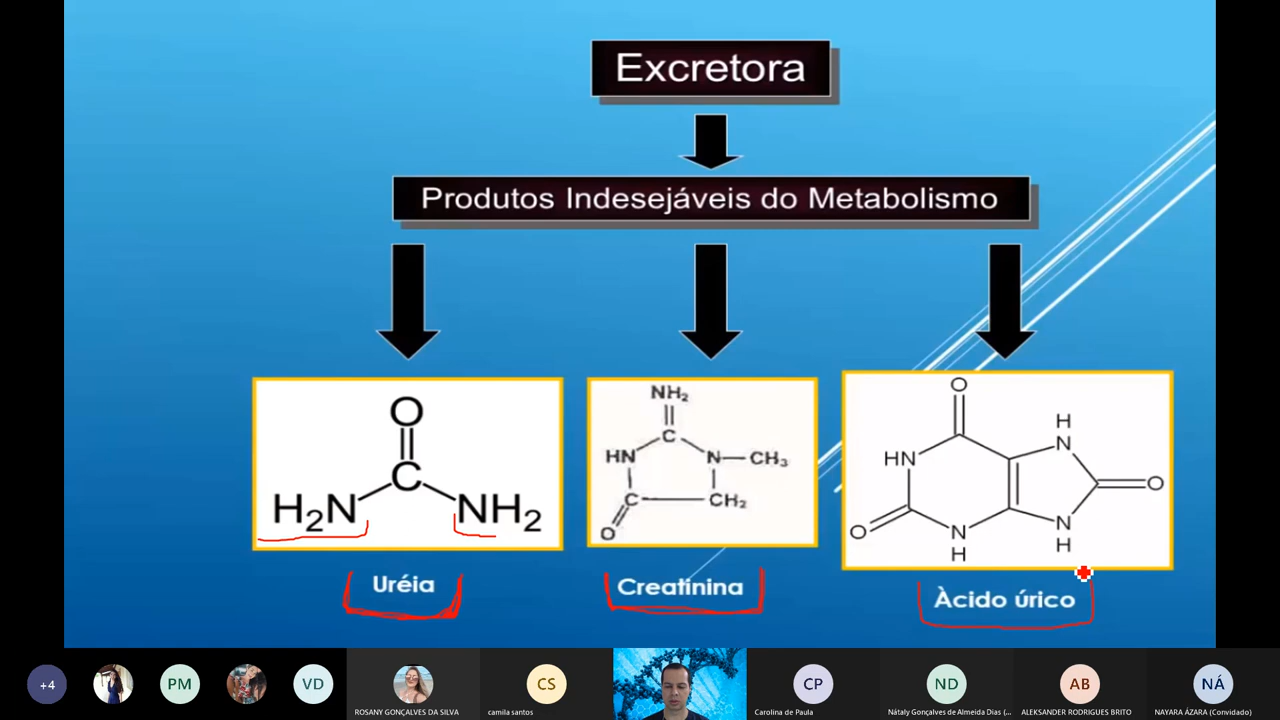 Excretora
Produtos Indesejáveis do Metabolismo
O
C
H₂N
NH₂
NH₂
C
HN
N
CH₃
C
CH₂
O
O
H
HN
N
O
O
N
N
H
H
Uréia
Creatinina
Àcido úrico
+4
PM
VD
CS
CP
ND
AB
NÁ
ROSANY GONÇALVES DA SILVA
camila santos
Carolina de Paula
Nátaly Gonçalves de Almeida Dias (...
ALEKSANDER RODRIGUES BRITO
NAYARA ÁZARA (Convidado)